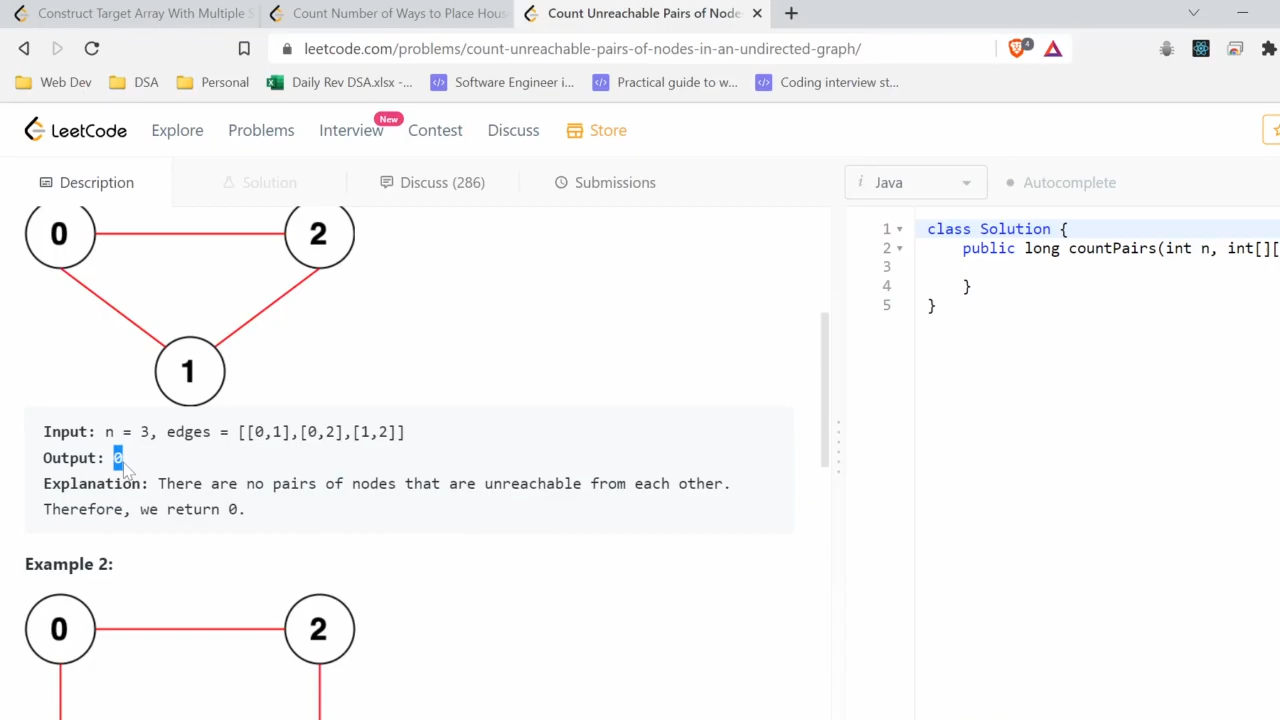 Construct Target Array With Multiple S
Count Number of Ways to Place Hous
Count Unreachable Pairs of Node
leetcode.com/problems/count-unreachable-pairs-of-nodes-in-an-undirected-graph/
4
Web Dev
DSA
Personal
Daily Rev DSA.xlsx -...
Software Engineer i...
Practical guide to w...
Coding interview st...
LeetCode
Explore
Problems
Interview
New
Contest
Discuss
Store
Description
Solution
Discuss (286)
Submissions
i Java
Autocomplete
0
2
1
Input: n = 3, edges = [[0,1],[0,2],[1,2]]
Output: 0
Explanation: There are no pairs of nodes that are unreachable from each other.
Therefore, we return 0.
Example 2:
0
2
1 class Solution {
2 public long countPairs(int n, int[][
3
4 }
5 }